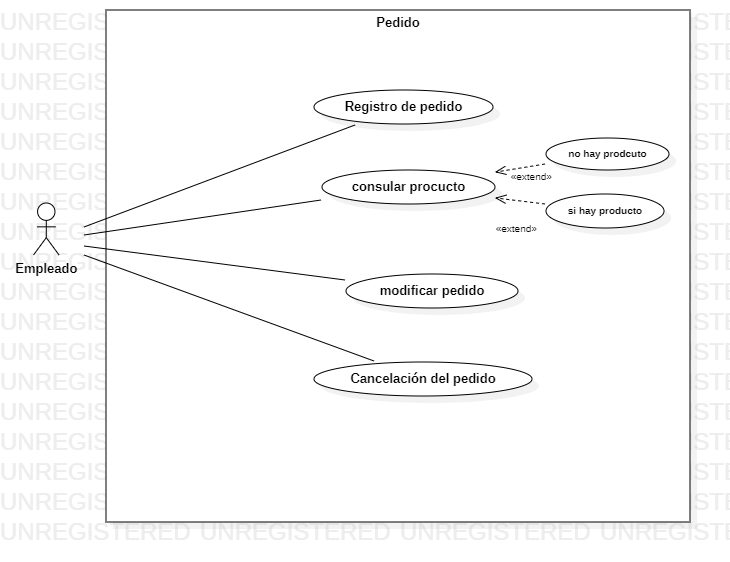 Pedido
Registro de pedido
no hay prodcuto
«extend»
consular procucto
si hay producto
«extend»
Empleado
modificar pedido
Cancelación del pedido
UNREGISTERED UNREGISTERED UNREGISTERED UNREGISTERED